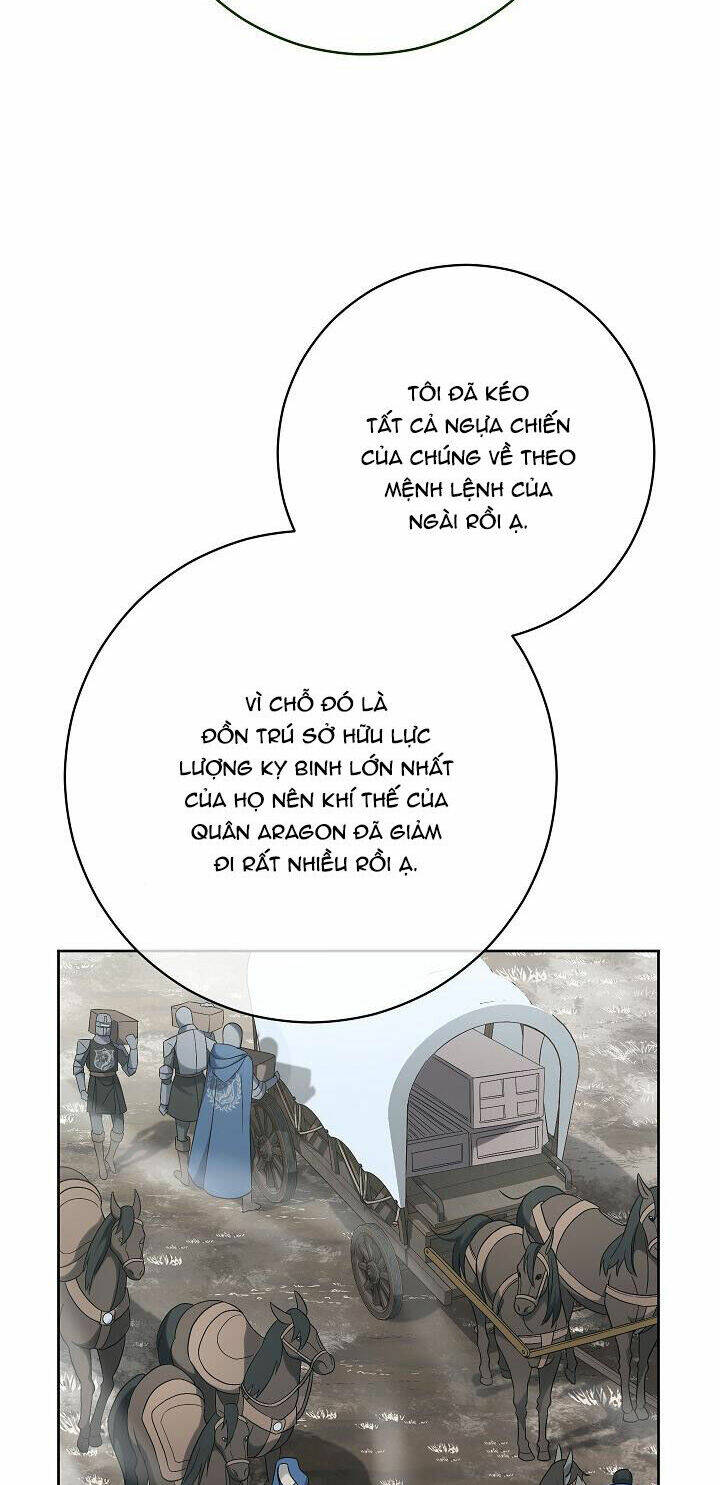 TÔI ĐÃ KÉO
TẤT CẢ NGỰA CHIẾN
CỦA CHÚNG VỀ THEO
MỆNH LỆNH CỦA
NGÀI RỒI Ạ.
VÌ CHỖ ĐÓ LÀ
ĐỒN TRÚ SỞ HỮU LỰC
LƯỢNG KỴ BINH LỚN NHẤT
CỦA HỌ NÊN KHÍ THẾ CỦA
QUÂN ARAGON ĐÃ GIẢM
ĐI RẤT NHIỀU RỒI Ạ.